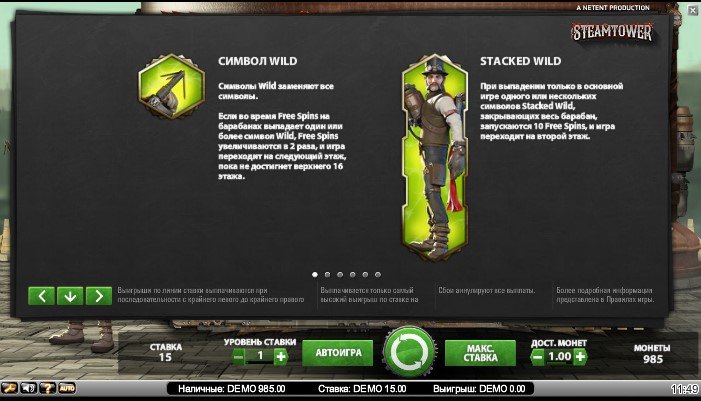 A NETENT PRODUCTION
STEAMTOWER
СИМВОЛ WILD
Символы Wild заменяют все
символы.
Если во время Free Spins на
барабанах выпадает один или
более символ Wild, Free Spins
увеличиваются в 2 раза, и игра
переходит на следующий этаж,
пока не достигнет верхнего 16
этажа.
STACKED WILD
При выпадении только в основной
игре одного или нескольких
символов Stacked Wild,
закрывающих весь барабан,
запускаются 10 Free Spins, и игра
переходит на второй этаж.
Выигрыши по линии ставки выплачиваются при
последовательности с крайнего левого до крайнего правого
Выплачивается только самый
высокий выигрыш по ставке на
Сбои аннулируют все выплаты.
Более подробная информация
представлена в Правилах игры.
СТАВКА
15
УРОВЕНЬ СТАВКИ
1
АВТОИГРА
МАКС.
СТАВКА
ДОСТ. МОНЕТ
1.00
МОНЕТЫ
985
AUTO
Наличные: DEMO 985.00
Ставка: DEMO 15.00
Выигрыш: DEMO 0.00
11:49